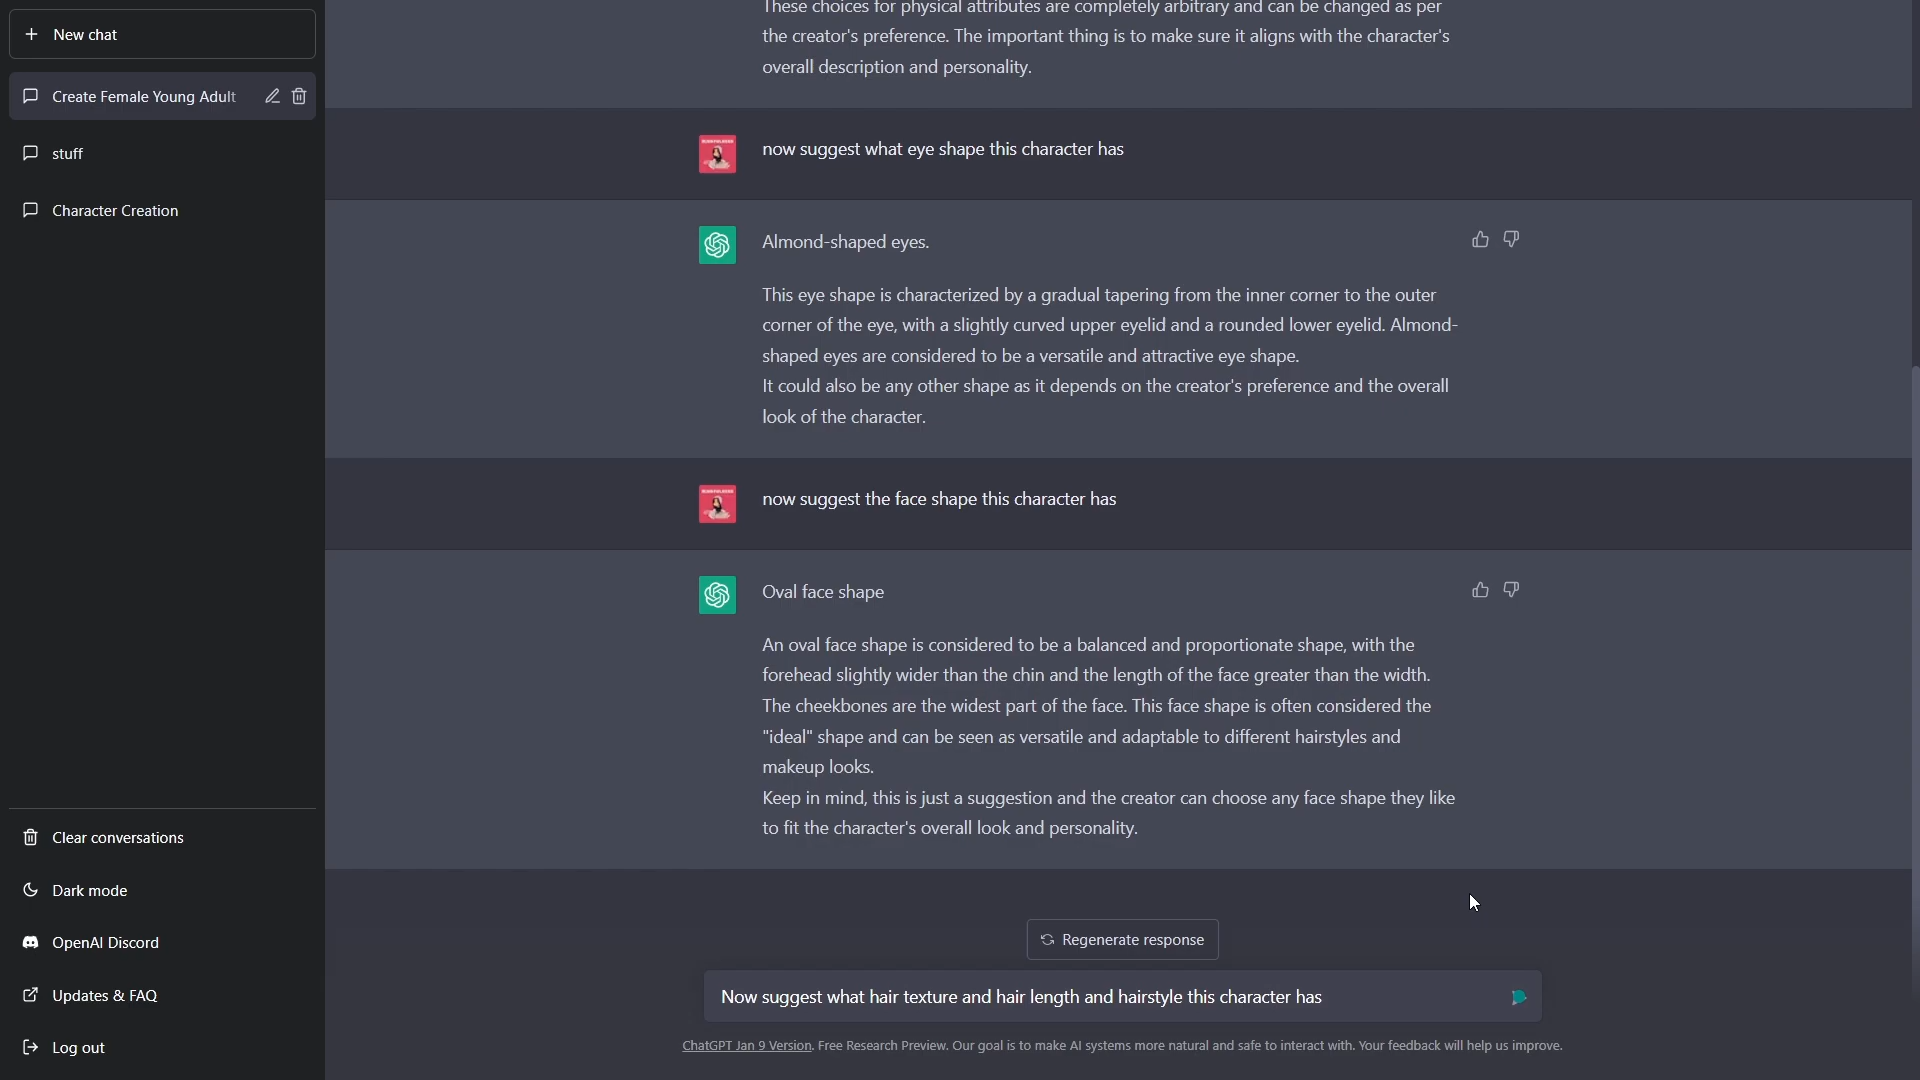 New chat
Create Female Young Adult
stuff
Character Creation
Clear conversations
Dark mode
OpenAI Discord
Updates & FAQ
Log out
These choices for physical attributes are completely arbitrary and can be changed as per
the creator's preference. The important thing is to make sure it aligns with the character's
overall description and personality.
now suggest what eye shape this character has
Almond-shaped eyes.
This eye shape is characterized by a gradual tapering from the inner corner to the outer
corner of the eye, with a slightly curved upper eyelid and a rounded lower eyelid. Almond-
shaped eyes are considered to be a versatile and attractive eye shape.
It could also be any other shape as it depends on the creator's preference and the overall
look of the character.
now suggest the face shape this character has
Oval face shape
An oval face shape is considered to be a balanced and proportionate shape, with the
forehead slightly wider than the chin and the length of the face greater than the width.
The cheekbones are the widest part of the face. This face shape is often considered the
"ideal" shape and can be seen as versatile and adaptable to different hairstyles and
makeup looks.
Keep in mind, this is just a suggestion and the creator can choose any face shape they like
to fit the character's overall look and personality.
Regenerate response
Now suggest what hair texture and hair length and hairstyle this character has
ChatGPT Jan 9 Version. Free Research Preview. Our goal is to make AI systems more natural and safe to interact with. Your feedback will help us improve.